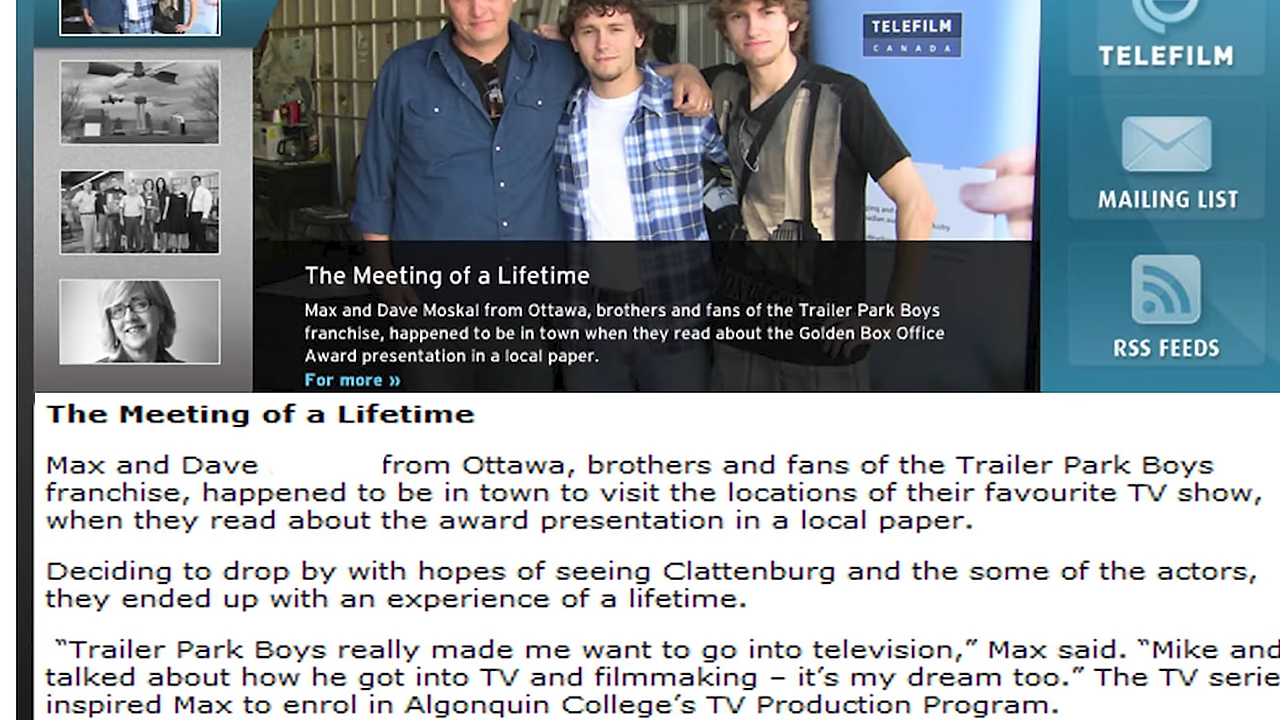 TELEFILM
CANADA
TELEFILM
MAILING LIST
RSS FEEDS
The Meeting of a Lifetime
Max and Dave Moskal from Ottawa, brothers and fans of the Trailer Park Boys
franchise, happened to be in town when they read about the Golden Box Office
Award presentation in a local paper.
For more »
The Meeting of a Lifetime
Max and Dave from Ottawa, brothers and fans of the Trailer Park Boys
franchise, happened to be in town to visit the locations of their favourite TV show,
when they read about the award presentation in a local paper.
Deciding to drop by with hopes of seeing Clattenburg and the some of the actors,
they ended up with an experience of a lifetime.
“Trailer Park Boys really made me want to go into television,” Max said. “Mike and
talked about how he got into TV and filmmaking – it’s my dream too.” The TV serie
inspired Max to enrol in Algonquin College’s TV Production Program.